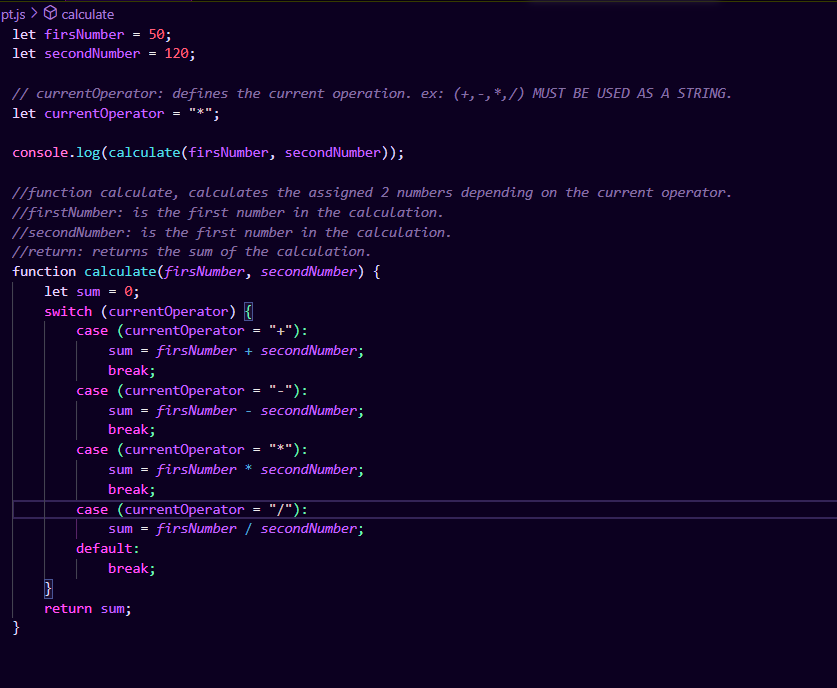 pt.js > calculate
let firsNumber = 50;
let secondNumber = 120;
// currentOperator: defines the current operation. ex: (+,-,*,/) MUST BE USED AS A STRING.
let currentOperator = "*";
console.log(calculate(firsNumber, secondNumber));
//function calculate, calculates the assigned 2 numbers depending on the current operator.
//firstNumber: is the first number in the calculation.
//secondNumber: is the first number in the calculation.
//return: returns the sum of the calculation.
function calculate(firsNumber, secondNumber) {
    let sum = 0;
    switch (currentOperator) {
        case (currentOperator = "+"):
            sum = firsNumber + secondNumber;
            break;
        case (currentOperator = "-"):
            sum = firsNumber - secondNumber;
            break;
        case (currentOperator = "*"):
            sum = firsNumber * secondNumber;
            break;
        case (currentOperator = "/"):
            sum = firsNumber / secondNumber;
        default:
            break;
    }
    return sum;
}